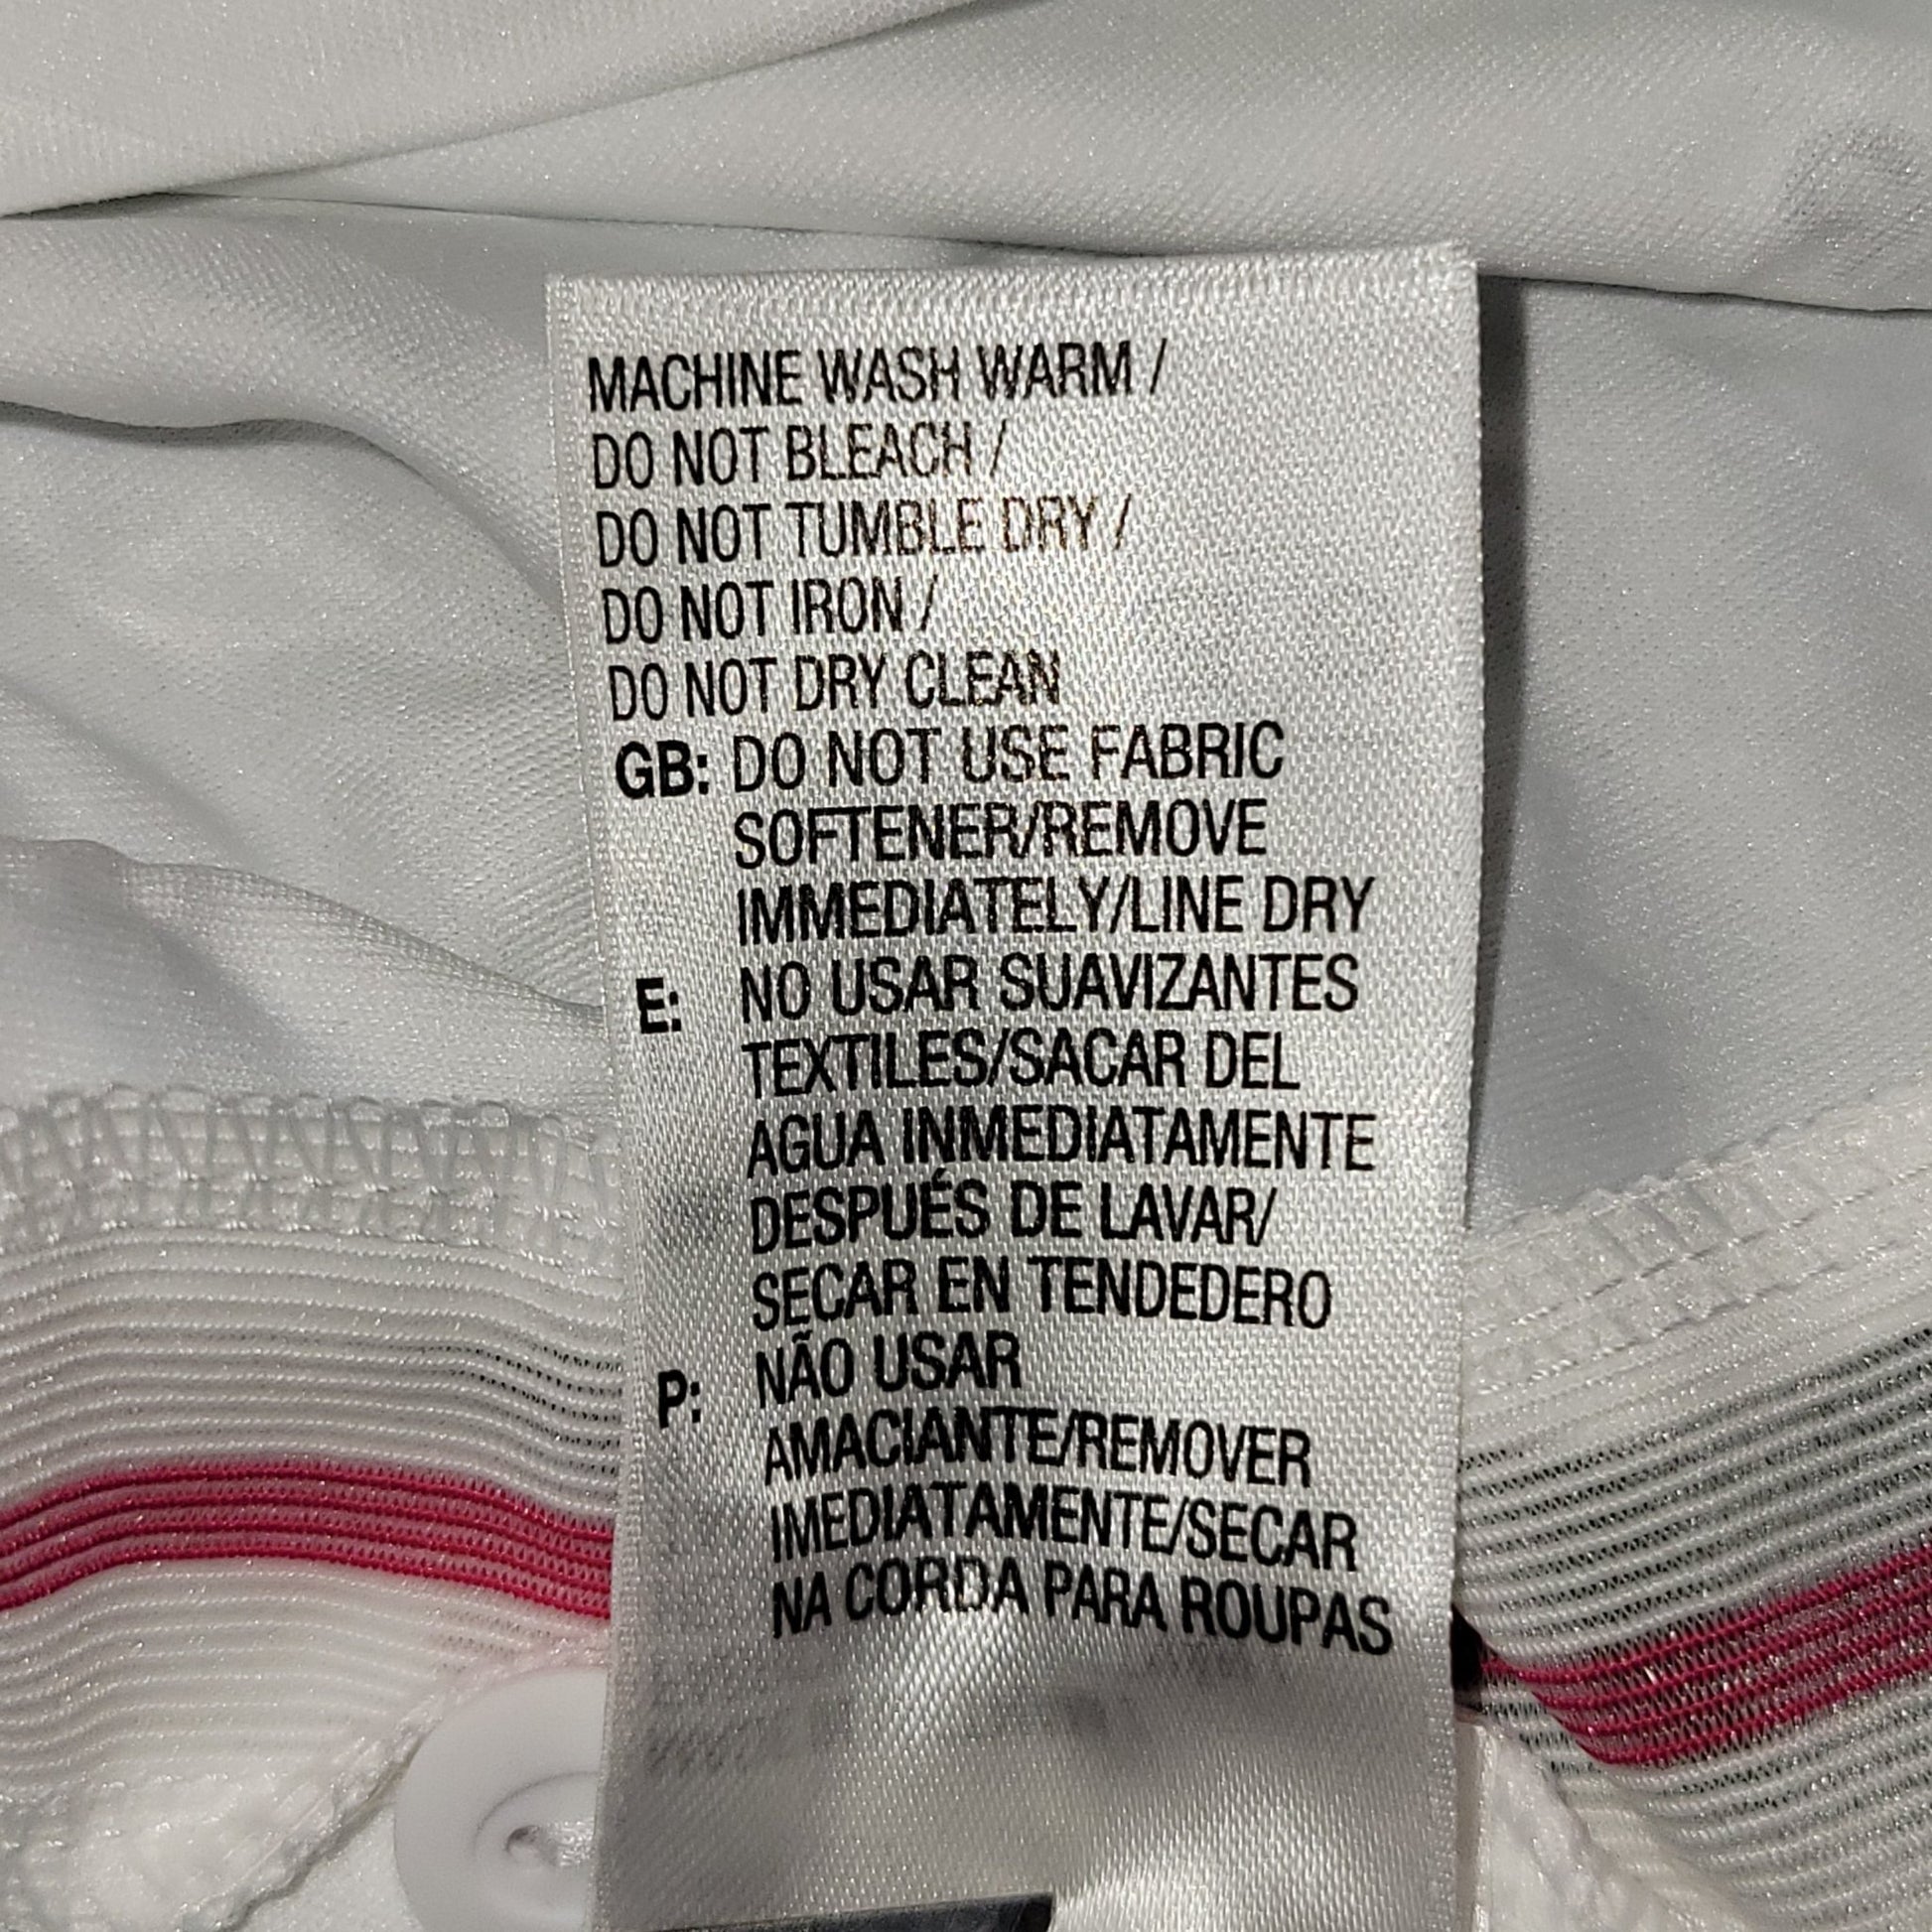 MACHINE WASH WARM /
DO NOT BLEACH /
DO NOT TUMBLE DRY /
DO NOT IRON /
DO NOT DRY CLEAN
GB: DO NOT USE FABRIC
SOFTENER/REMOVE
IMMEDIATELY/LINE DRY
E: NO USAR SUAVIZANTES
TEXTILES/SACAR DEL
AGUA INMEDIATAMENTE
DESPUÉS DE LAVAR/
SECAR EN TENDEDERO
P: NÃO USAR
AMACIANTE/REMOVER
IMEDIATAMENTE/SECAR
NA CORDA PARA ROUPAS